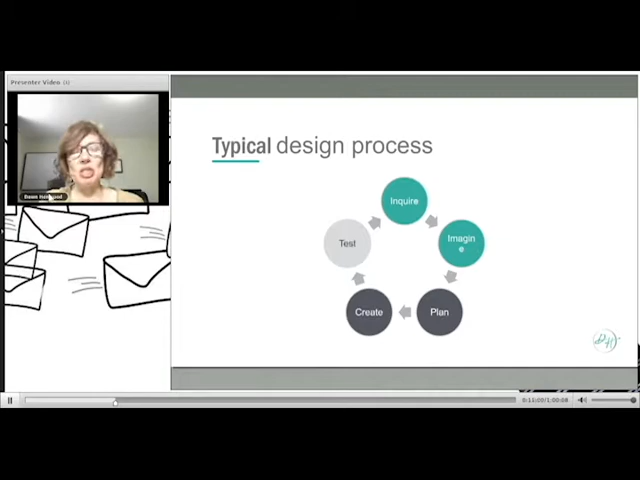 Presenter Video
Typical design process
Inquire
Imagin
e
Plan
Create
Test